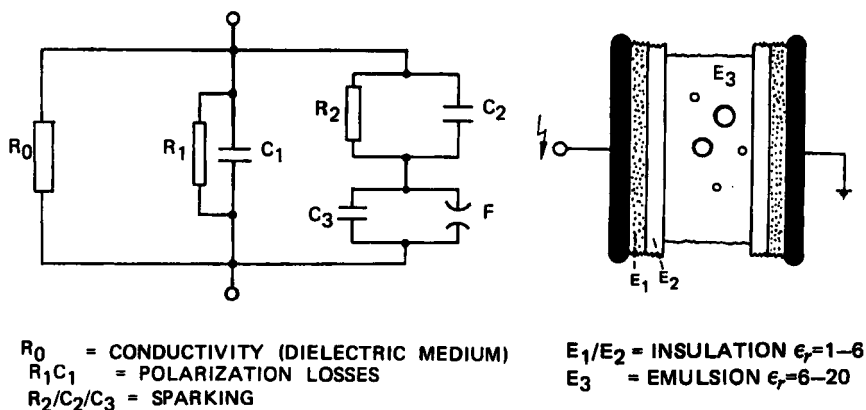 R0
R1
C1
R2
C2
C3
F
E3
E1
E2
R0 = CONDUCTIVITY (DIELECTRIC MEDIUM)
R1C1 = POLARIZATION LOSSES
R2/C2/C3 = SPARKING
E1/E2 = INSULATION ϵr=1–6
E3 = EMULSION ϵr=6–20